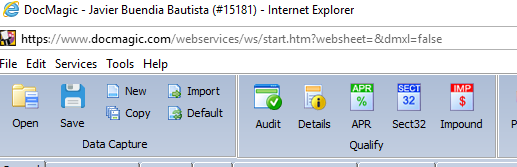 DocMagic - Javier Buendia Bautista (#15181) - Internet Explorer
https://www.docmagic.com/webservices/ws/start.htm?websheet=&dmxl=false
File Edit Services Tools Help
Open Save New Import
Copy Default
Data Capture
APR % SECT 32 IMP $
Audit Details APR Sect32 Impound
Qualify